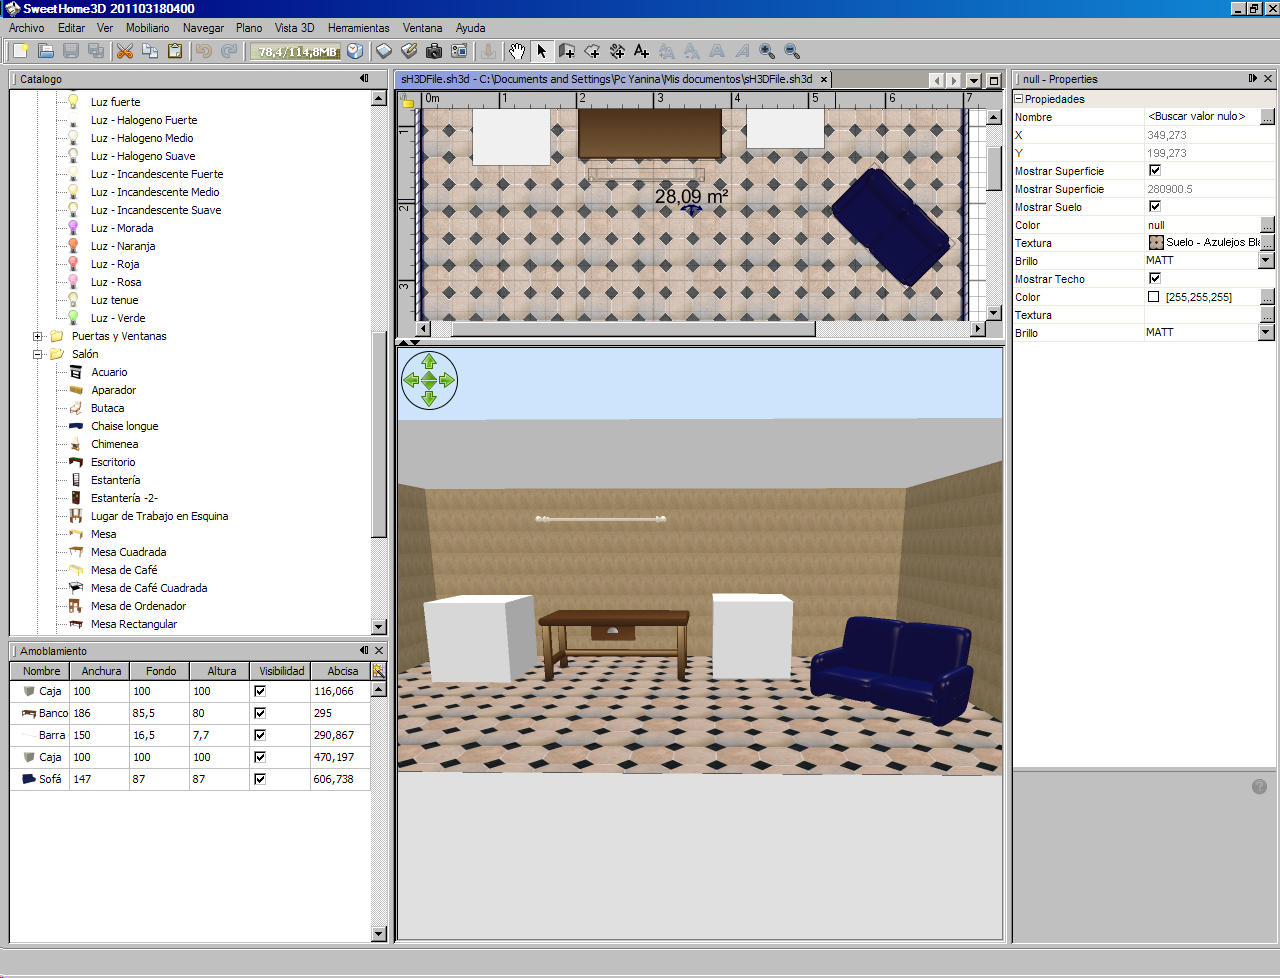 SweetHome3D 201103180400
Archivo Editar Ver Mobiliario Navegar Plano Vista 3D Herramientas Ventana Ayuda
78,4/114,8MB
Catalogo
Luz fuerte
Luz - Halogeno Fuerte
Luz - Halogeno Medio
Luz - Halogeno Suave
Luz - Incandescente Fuerte
Luz - Incandescente Medio
Luz - Incandescente Suave
Luz - Morada
Luz - Naranja
Luz - Roja
Luz - Rosa
Luz tenue
Luz - Verde
Puertas y Ventanas
Salón
Acuario
Aparador
Butaca
Chaise longue
Chimenea
Escritorio
Estantería
Estantería -2-
Lugar de Trabajo en Esquina
Mesa
Mesa Cuadrada
Mesa de Café
Mesa de Café Cuadrada
Mesa de Ordenador
Mesa Rectangular
Amoblamiento
Nombre Anchura Fondo Altura Visibilidad Abcisa
Caja 100 100 100 116,066
Banco 186 85,5 80 295
Barra 150 16,5 7,7 290,867
Caja 100 100 100 470,197
Sofá 147 87 87 606,738
sH3DFile.sh3d - C:\Documents and Settings\Pc Yanina\Mis documentos\sH3DFile.sh3d
0m 1 2 3 4 5 6 7
1
2
3
28,09 m²
null - Properties
Propiedades
Nombre <Buscar valor nulo> ...
X 349,273
Y 199,273
Mostrar Superficie
Mostrar Superficie 280900.5
Mostrar Suelo
Color null ...
Textura Suelo - Azulejos Bla ...
Brillo MATT
Mostrar Techo
Color [255,255,255] ...
Textura ...
Brillo MATT
?